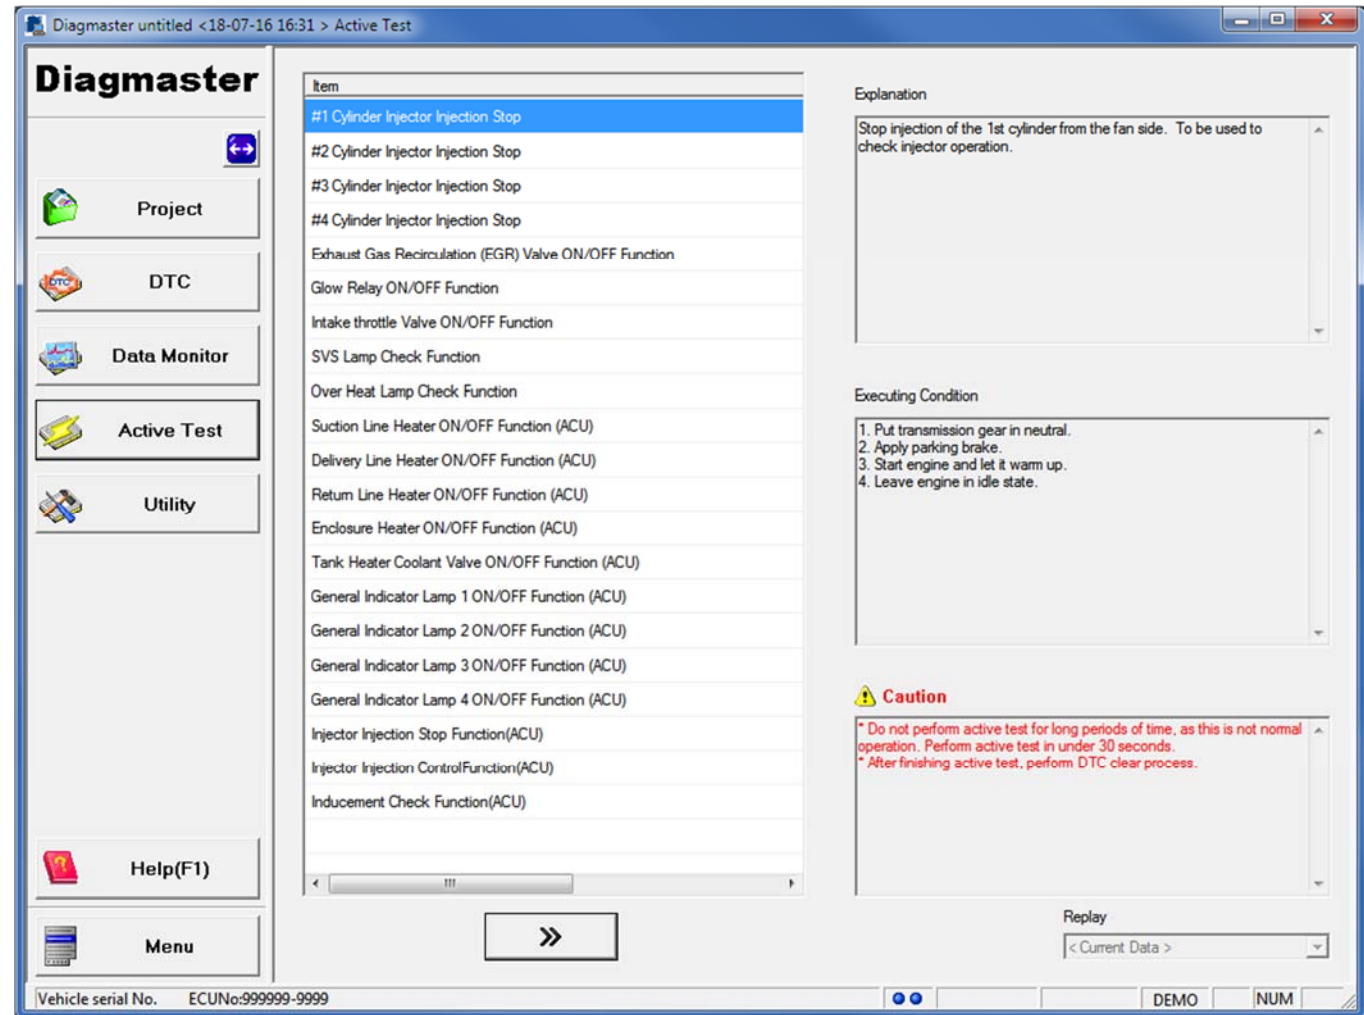 Diagmaster untitled <18-07-16 16:31 > Active Test
Diagmaster
Project
DTC
DTC
Data Monitor
Active Test
Utility
Help(F1)
Menu
Item
#1 Cylinder Injector Injection Stop
#2 Cylinder Injector Injection Stop
#3 Cylinder Injector Injection Stop
#4 Cylinder Injector Injection Stop
Exhaust Gas Recirculation (EGR) Valve ON/OFF Function
Glow Relay ON/OFF Function
Intake throttle Valve ON/OFF Function
SVS Lamp Check Function
Over Heat Lamp Check Function
Suction Line Heater ON/OFF Function (ACU)
Delivery Line Heater ON/OFF Function (ACU)
Return Line Heater ON/OFF Function (ACU)
Enclosure Heater ON/OFF Function (ACU)
Tank Heater Coolant Valve ON/OFF Function (ACU)
General Indicator Lamp 1 ON/OFF Function (ACU)
General Indicator Lamp 2 ON/OFF Function (ACU)
General Indicator Lamp 3 ON/OFF Function (ACU)
General Indicator Lamp 4 ON/OFF Function (ACU)
Injector Injection Stop Function(ACU)
Injector Injection ControlFunction(ACU)
Inducement Check Function(ACU)
Explanation
Stop injection of the 1st cylinder from the fan side. To be used to
check injector operation.
Executing Condition
1. Put transmission gear in neutral.
2. Apply parking brake.
3. Start engine and let it warm up.
4. Leave engine in idle state.
Caution
* Do not perform active test for long periods of time, as this is not normal
operation. Perform active test in under 30 seconds.
* After finishing active test, perform DTC clear process.
Replay
< Current Data >
Vehicle serial No. ECUNo:999999-9999
DEMO
NUM